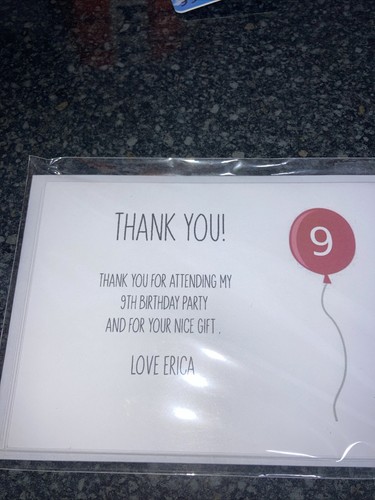 THANK YOU!
9
THANK YOU FOR ATTENDING MY
9TH BIRTHDAY PARTY
AND FOR YOUR NICE GIFT .
LOVE ERICA